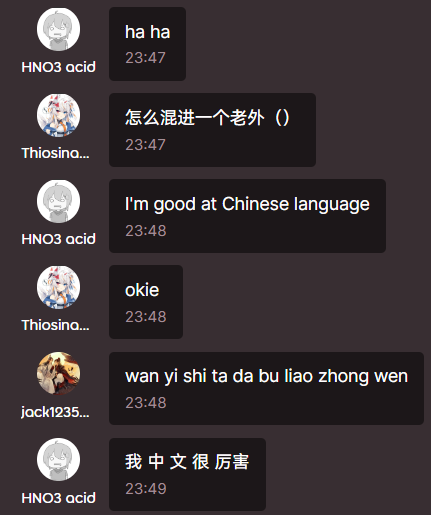 HNO3 acid
ha ha
23:47
Thiosina...
怎么混进一个老外（）
23:47
HNO3 acid
I'm good at Chinese language
23:48
Thiosina...
okie
23:48
jack1235...
wan yi shi ta da bu liao zhong wen
23:48
HNO3 acid
我 中 文 很 厉害
23:49